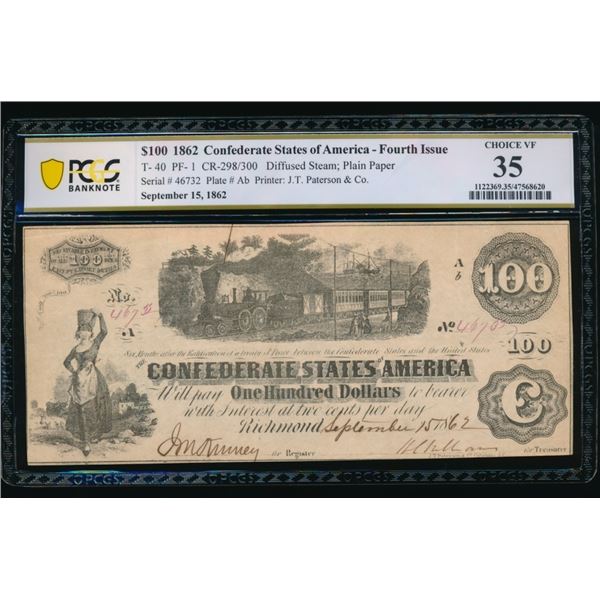 PCGS
BANKNOTE
$100 1862 Confederate States of America - Fourth Issue
T- 40 PF- 1 CR-298/300 Diffused Steam; Plain Paper
Serial # 46732 Plate # Ab Printer: J.T. Paterson & Co.
September 15, 1862
CHOICE VF
35
1122369.35/47568620
100
A
b
100
No.
A
No
100
Six Months after the Ratification of a treaty of Peace between the Confederate States and the United States
THE
CONFEDERATE STATES OF AMERICA
Will pay One Hundred Dollars to bearer
with Interest at two cents per day
Richmond September 15 1862
C
for Register
for Treasurer